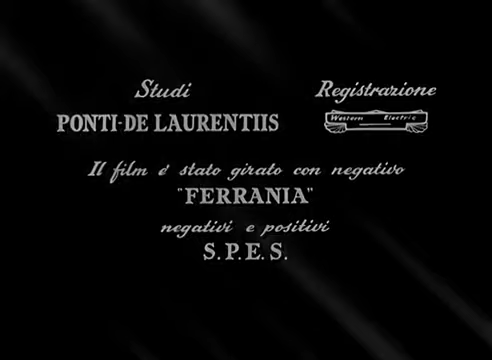 Studi
PONTI-DE LAURENTIIS
Registrazione
Western Electric
Il film e' stato girato con negativo
"FERRANIA"
negativi e positivi
S.P.E.S.